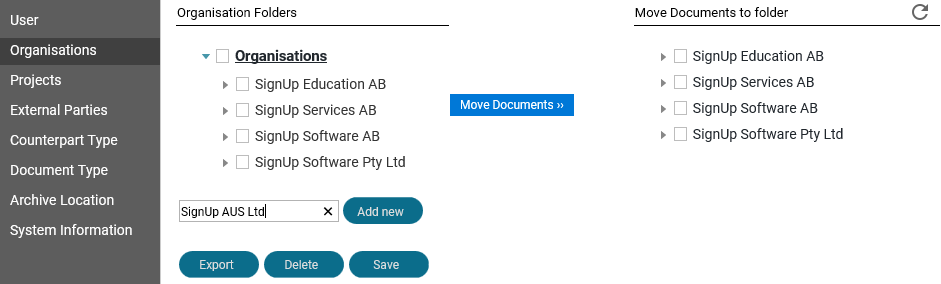 User
Organisations
Projects
External Parties
Counterpart Type
Document Type
Archive Location
System Information
Organisation Folders
Organisations
SignUp Education AB
SignUp Services AB
SignUp Software AB
SignUp Software Pty Ltd
SignUp AUS Ltd
Add new
Export
Delete
Save
Move Documents ››
Move Documents to folder
SignUp Education AB
SignUp Services AB
SignUp Software AB
SignUp Software Pty Ltd